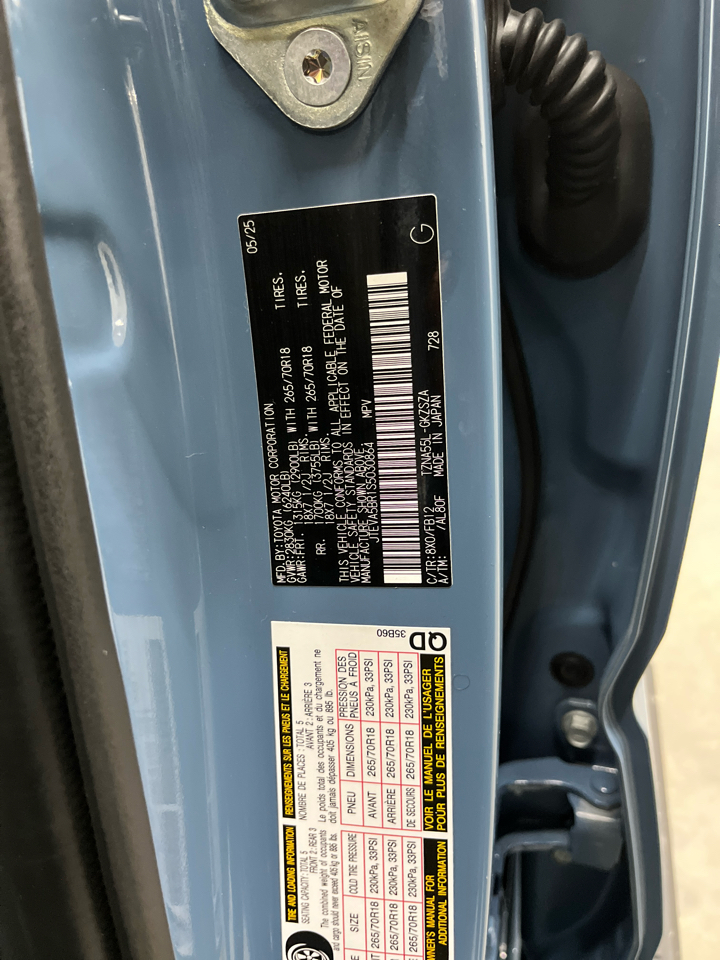 AISIN
05/25
MFD.BY:TOYOTA MOTOR CORPORATION
GVWR:2830KG (6240LB)
GAWR:FRT. 1315KG (2900LB) WITH 265/70R18 TIRES.
18X7 1/2J RIMS.
RR. 1700KG (3755LB) WITH 265/70R18 TIRES.
18X7 1/2J RIMS.
THIS VEHICLE CONFORMS TO ALL APPLICABLE FEDERAL MOTOR
VEHICLE SAFETY STANDARDS IN EFFECT ON THE DATE OF
MANUFACTURE SHOWN ABOVE.
JTEVA5BR1S5030864 MPV
C/TR:8X0/FB12 TZNA55L-GKZSZA
A/TM: /AL80F MADE IN JAPAN 728
G
TIRE AND LOADING INFORMATION
SEATING CAPACITY:TOTAL 5
FRONT 2:REAR 3
The combined weight of occupants
and cargo should never exceed 405 kg or 895 lbs.
SIZE COLD TIRE PRESSURE
265/70R18 230kPa, 33PSI
265/70R18 230kPa, 33PSI
265/70R18 230kPa, 33PSI
OWNER'S MANUAL FOR
ADDITIONAL INFORMATION
RENSEIGNEMENTS SUR LES PNEUS ET LE CHARGEMENT
NOMBRE DE PLACES :TOTAL 5
AVANT 2:ARRIÈRE 3
Le poids total des occupants et du chargement ne
doit jamais dépasser 405 kg ou 895 lb.
PNEU DIMENSIONS PRESSION DES PNEUS À FROID
AVANT 265/70R18 230kPa, 33PSI
ARRIÈRE 265/70R18 230kPa, 33PSI
DE SECOURS 265/70R18 230kPa, 33PSI
VOIR LE MANUEL DE L'USAGER
POUR PLUS DE RENSEIGNEMENTS
35B60
QD